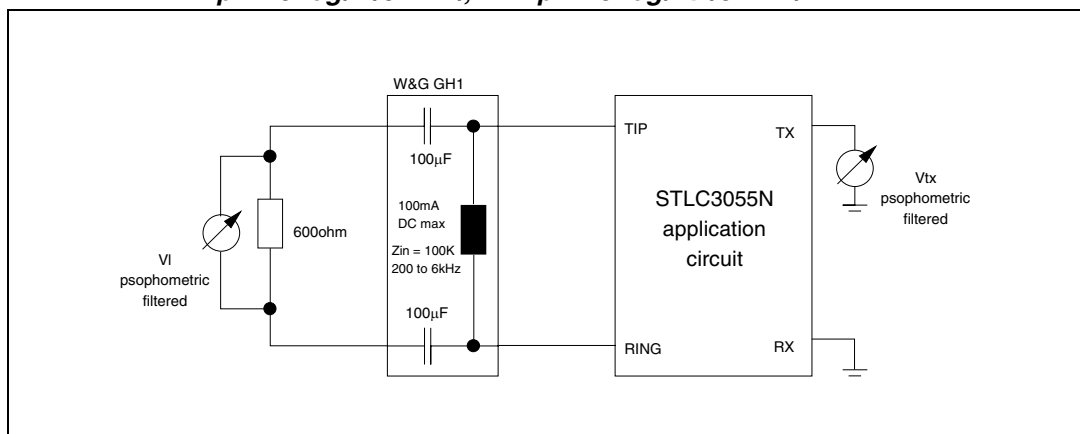 W&G GH1
100μF
100mA
DC max
Zin = 100K
200 to 6kHz
100μF
Vl
psophometric
filtered
600ohm
TIP
RING
STLC3055N
application
circuit
TX
RX
Vtx
psophometric
filtered